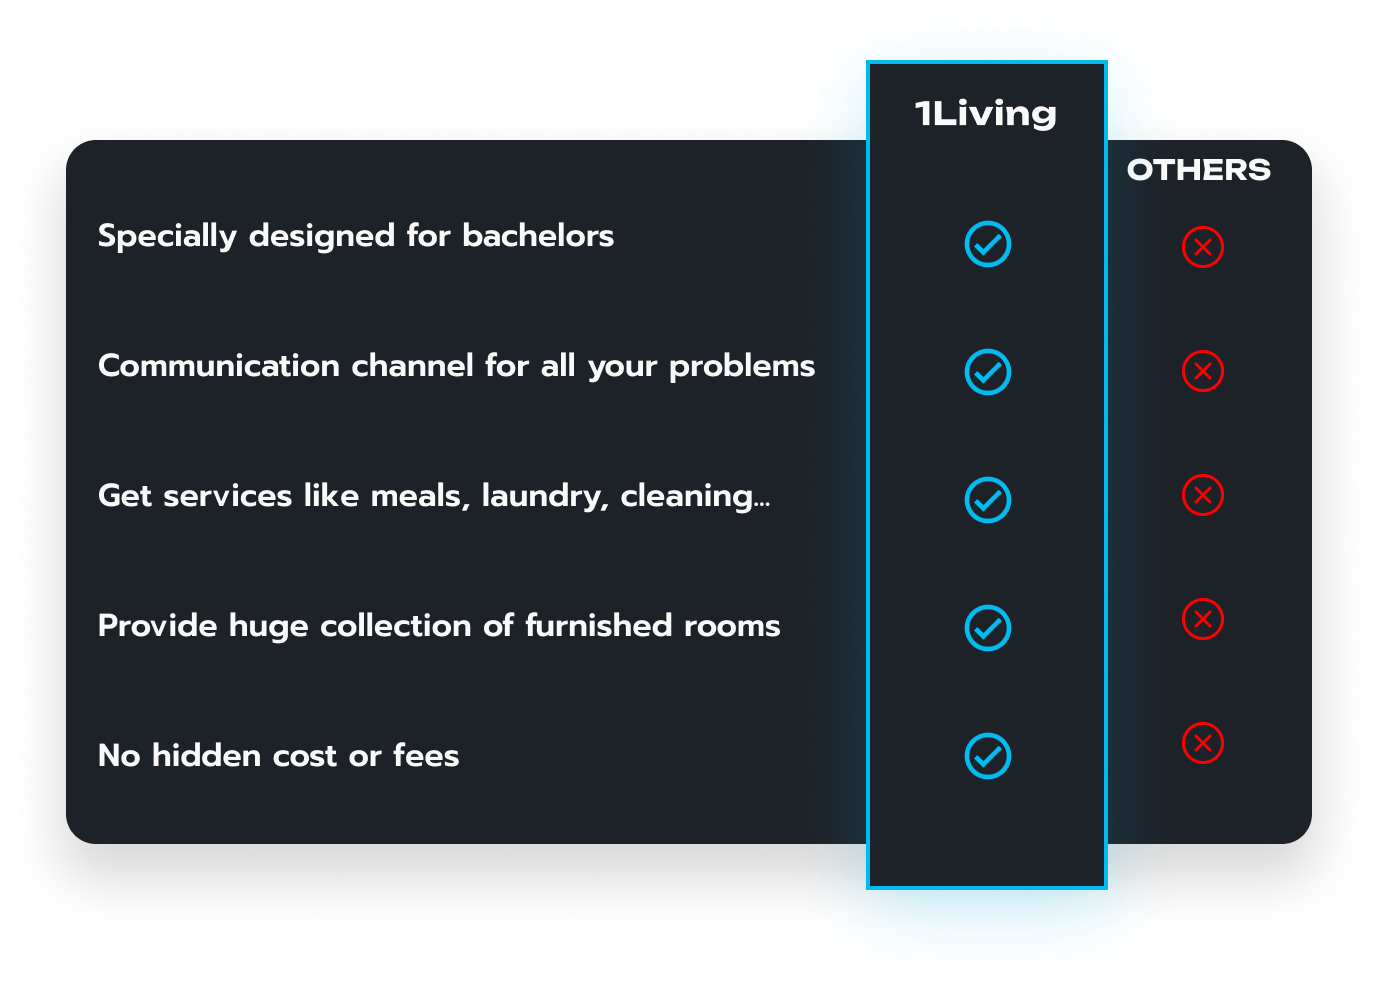 1Living
OTHERS
Specially designed for bachelors
Communication channel for all your problems
Get services like meals, laundry, cleaning...
Provide huge collection of furnished rooms
No hidden cost or fees